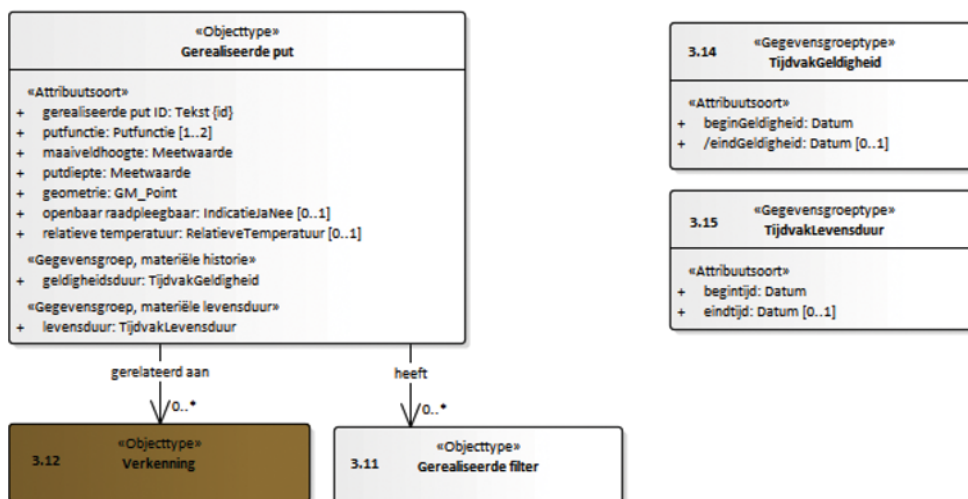 «Objecttype»
Gerealiseerde put
«Attribuutsoort»
+ gerealiseerde put ID: Tekst {id}
+ putfunctie: Putfunctie [1..2]
+ maaiveldhoogte: Meetwaarde
+ putdiepte: Meetwaarde
+ geometrie: GM_Point
+ openbaar raadpleegbaar: IndicatieJaNee [0..1]
+ relatieve temperatuur: RelatieveTemperatuur [0..1]
«Gegevensgroep, materiële historie»
+ geldigheidsduur: TijdvakGeldigheid
«Gegevensgroep, materiële levensduur»
+ levensduur: TijdvakLevensduur
gerelateerd aan
0..*
heeft
0..*
3.12
«Objecttype»
Verkenning
3.11
«Objecttype»
Gerealiseerde filter
3.14
«Gegevensgroeptype»
TijdvakGeldigheid
«Attribuutsoort»
+ beginGeldigheid: Datum
+ /eindGeldigheid: Datum [0..1]
3.15
«Gegevensgroeptype»
TijdvakLevensduur
«Attribuutsoort»
+ begintijd: Datum
+ eindtijd: Datum [0..1]